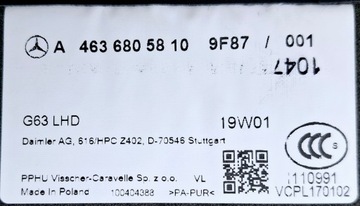 A 463 680 58 10 9F87 / 001
1047
G63 LHD
19W01
Daimler AG, 616/HPC Z402, D-70546 Stuttgart
PPHU Visscher-Caravelle Sp. z o.o. VL
Made In Poland 100404388 >PA-PUR<
CCC S
1110991
VCPL170102